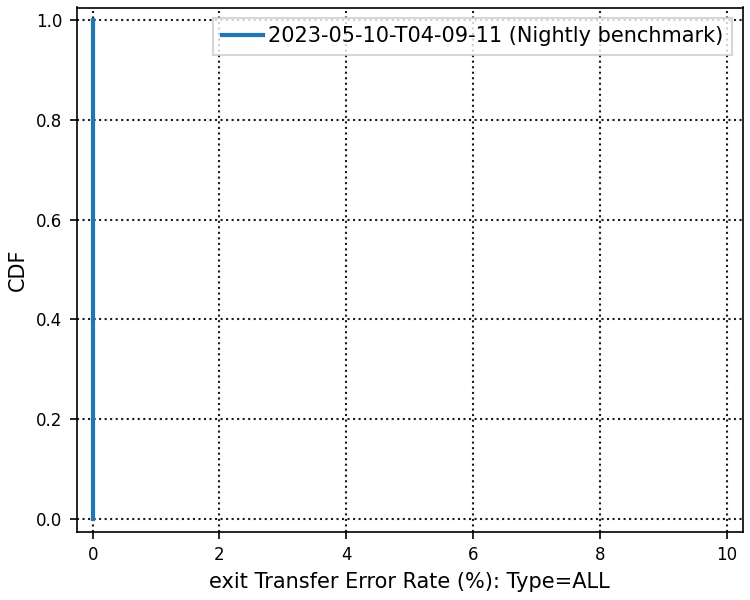 2023-05-10-T04-09-11 (Nightly benchmark)
1.0
0.8
0.6
0.4
0.2
0.0
CDF
0 2 4 6 8 10
exit Transfer Error Rate (%): Type=ALL